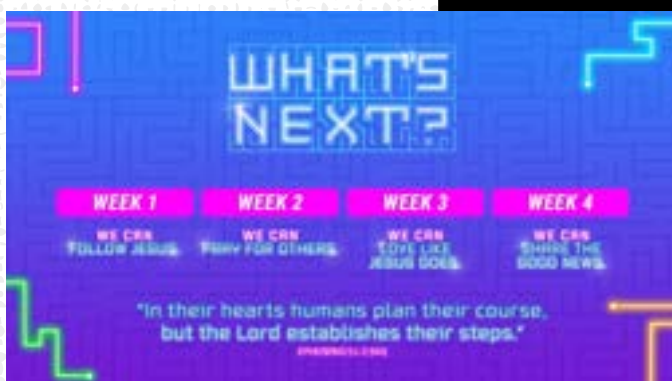 WHAT'S
NEXT?
WEEK 1 WEEK 2 WEEK 3 WEEK 4
WE CAN WE CAN WE CAN WE CAN
FOLLOW JESUS. PRAY FOR OTHERS. LOVE LIKE SHARE THE
JESUS DOES. GOOD NEWS.
"In their hearts humans plan their course,
but the Lord establishes their steps."